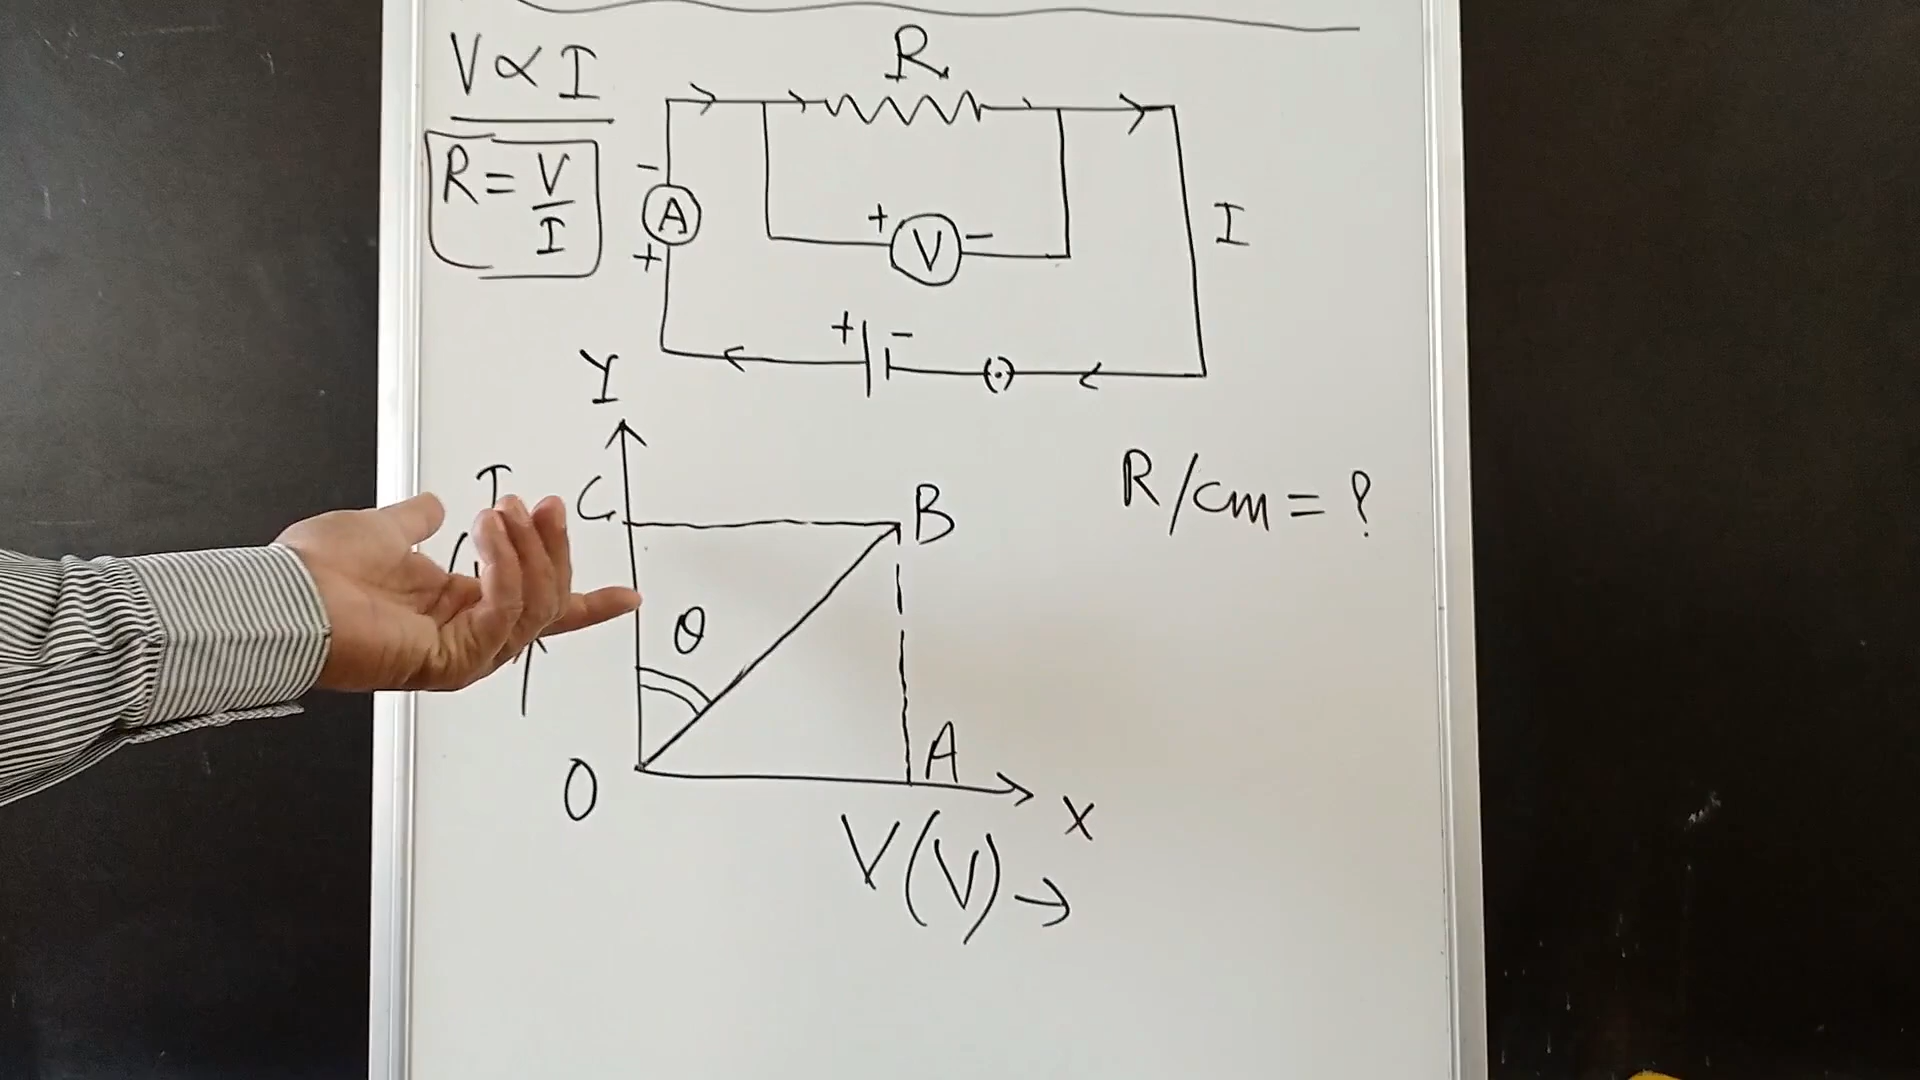 V ∝ I
R = V/I
R
- A +
+ V -
I
+ -
Y
I
C
B
R/cm = ?
θ
O
A
X
V(V) →